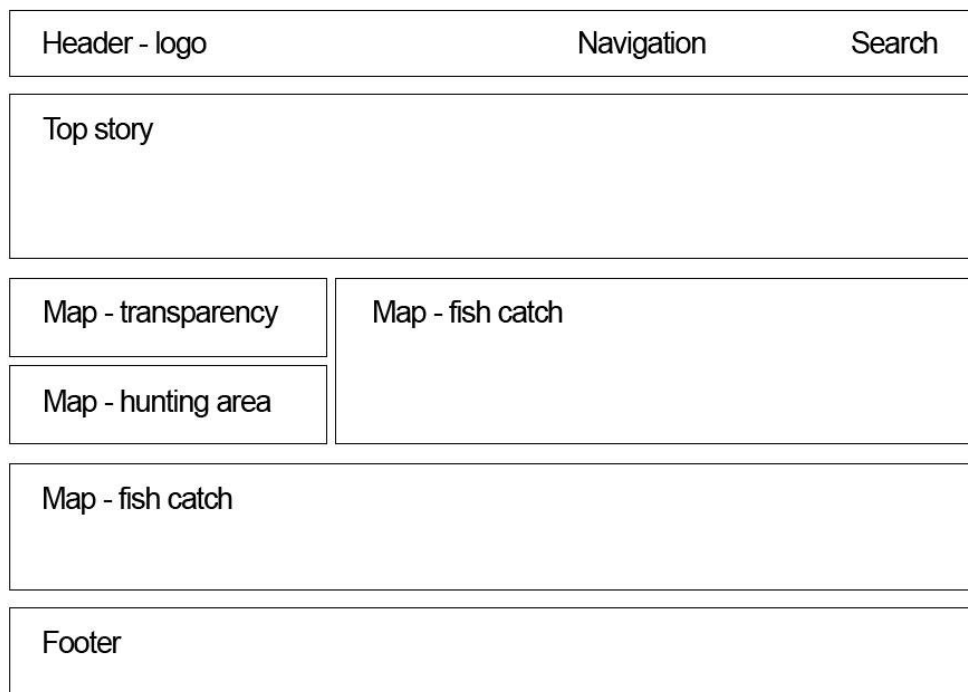 Header - logo Navigation Search
Top story
Map - transparency
Map - hunting area
Map - fish catch
Map - fish catch
Footer